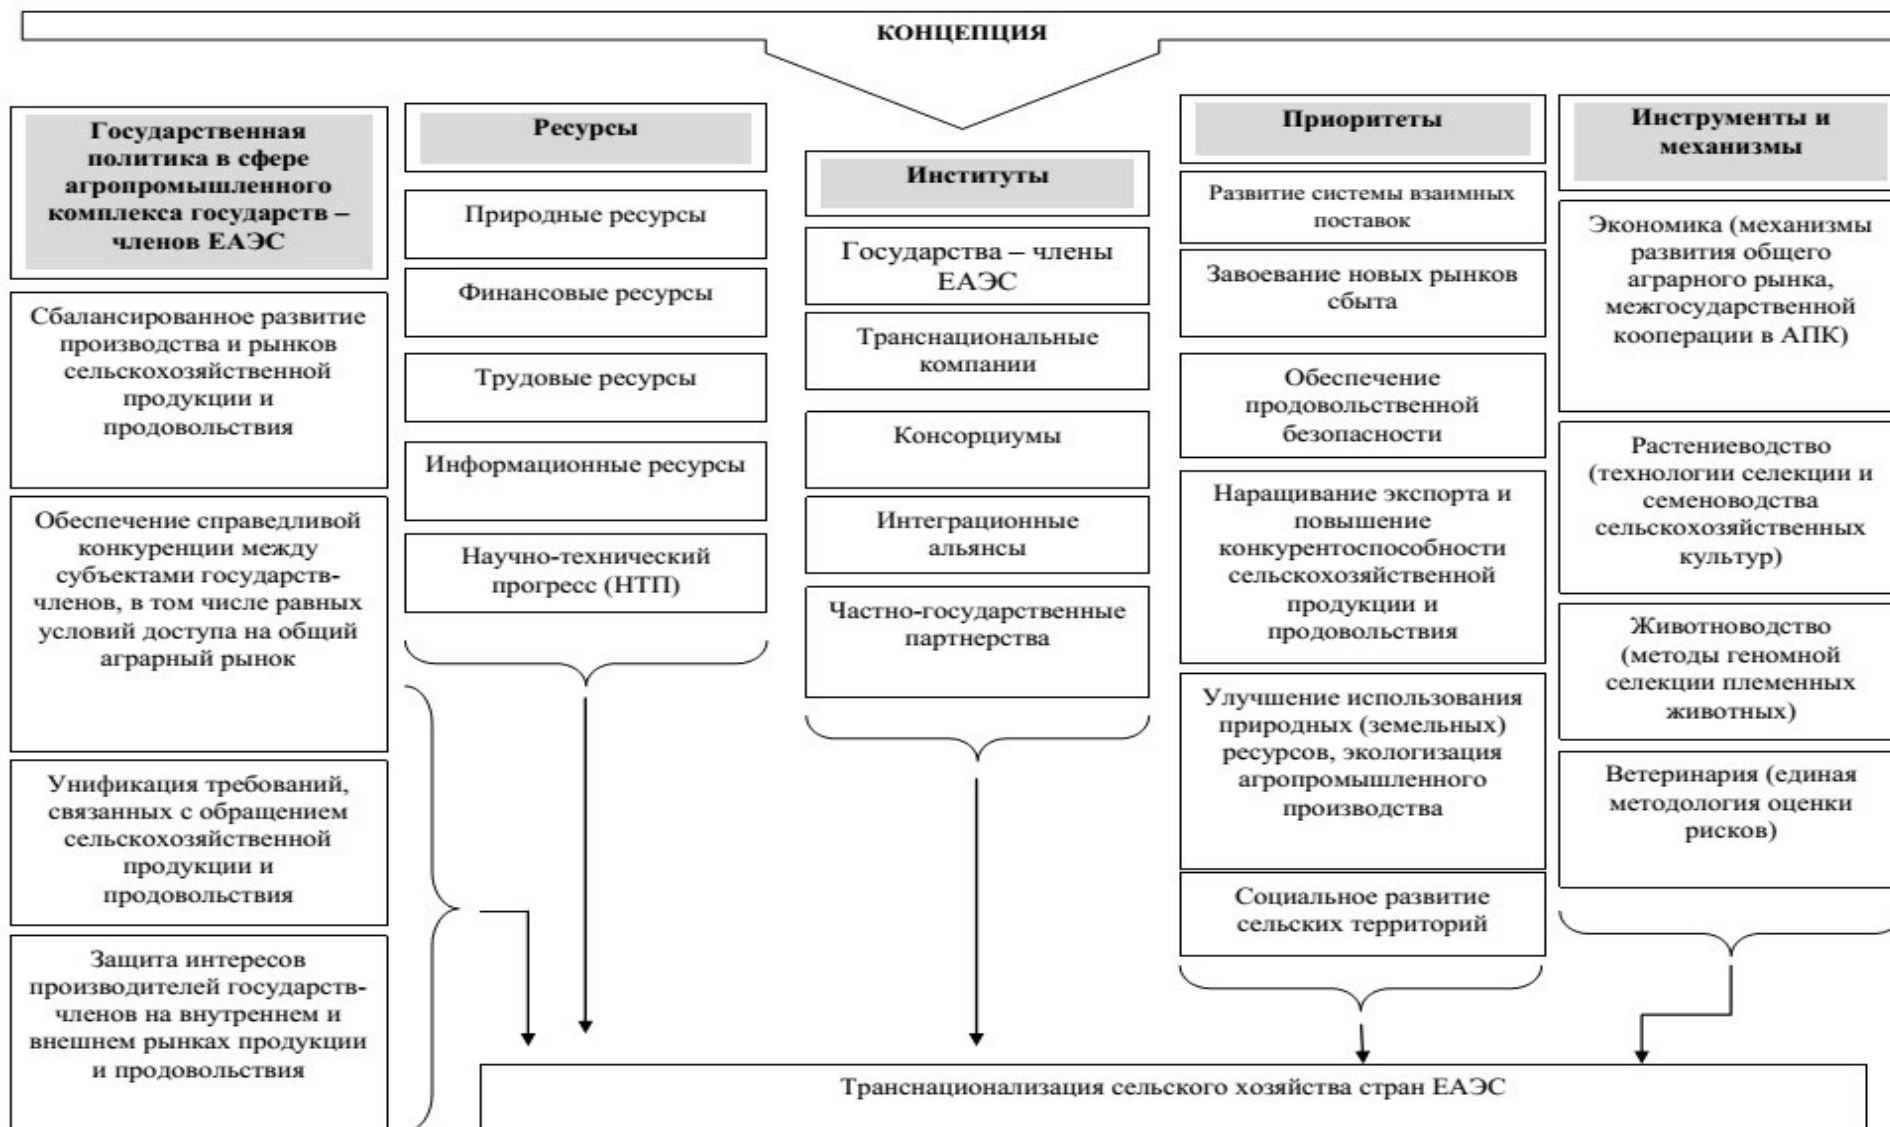 КОНЦЕПЦИЯ
Государственная
политика в сфере
агропромышленного
комплекса государств –
членов ЕАЭС
Сбалансированное развитие
производства и рынков
сельскохозяйственной
продукции и
продовольствия
Обеспечение справедливой
конкуренции между
субъектами государств-
членов, в том числе равных
условий доступа на общий
аграрный рынок
Унификация требований,
связанных с обращением
сельскохозяйственной
продукции и
продовольствия
Защита интересов
производителей государств-
членов на внутреннем и
внешнем рынках продукции
и продовольствия
Ресурсы
Природные ресурсы
Финансовые ресурсы
Трудовые ресурсы
Информационные ресурсы
Научно-технический
прогресс (НТП)
Институты
Государства – члены
ЕАЭС
Транснациональные
компании
Консорциумы
Интеграционные
альянсы
Частно-государственные
партнерства
Приоритеты
Развитие системы взаимных
поставок
Завоевание новых рынков
сбыта
Обеспечение
продовольственной
безопасности
Наращивание экспорта и
повышение
конкурентоспособности
сельскохозяйственной
продукции и
продовольствия
Улучшение использования
природных (земельных)
ресурсов, экологизация
агропромышленного
производства
Социальное развитие
сельских территорий
Инструменты и
механизмы
Экономика (механизмы
развития общего
аграрного рынка,
межгосударственной
кооперации в АПК)
Растениеводство
(технологии селекции и
семеноводства
сельскохозяйственных
культур)
Животноводство
(методы геномной
селекции племенных
животных)
Ветеринария (единая
методология оценки
рисков)
Транснационализация сельского хозяйства стран ЕАЭС